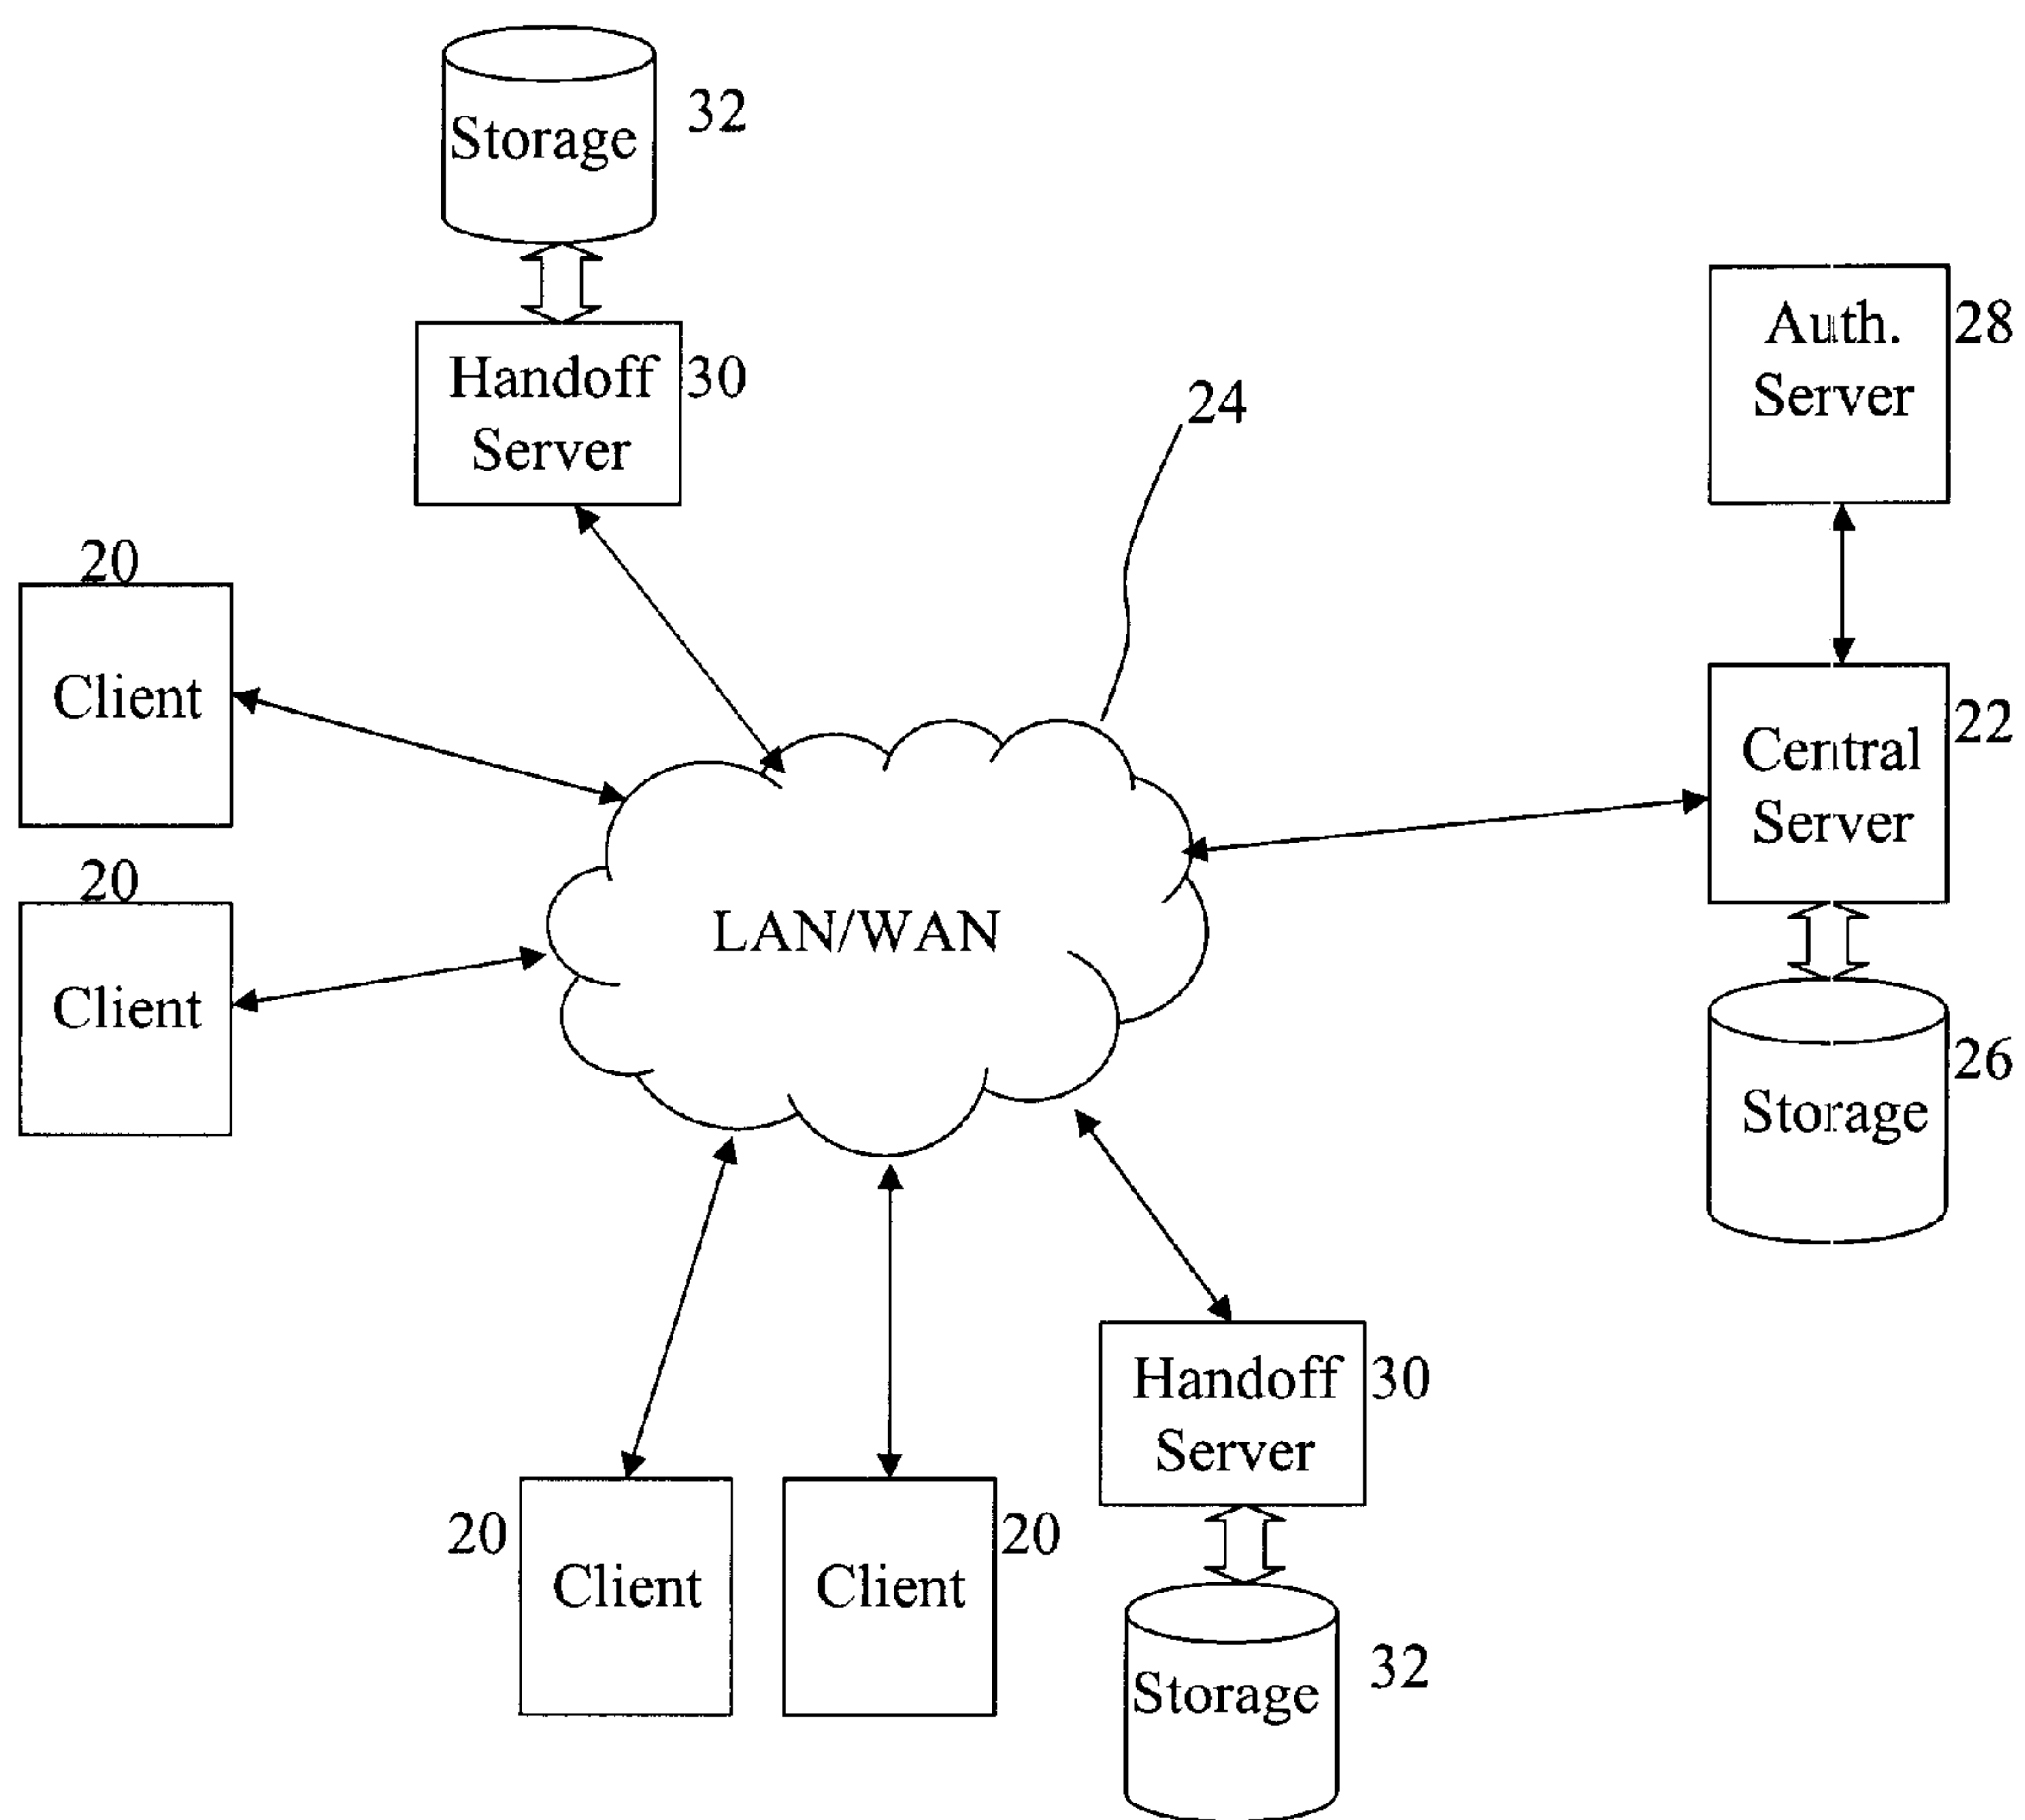 Storage
32
Handoff
Server
30
24
Auth.
Server
28
20
Client
20
Client
Central
Server
22
LAN/WAN
Storage
26
Handoff
Server
30
20
Client
Client
20
Storage
32